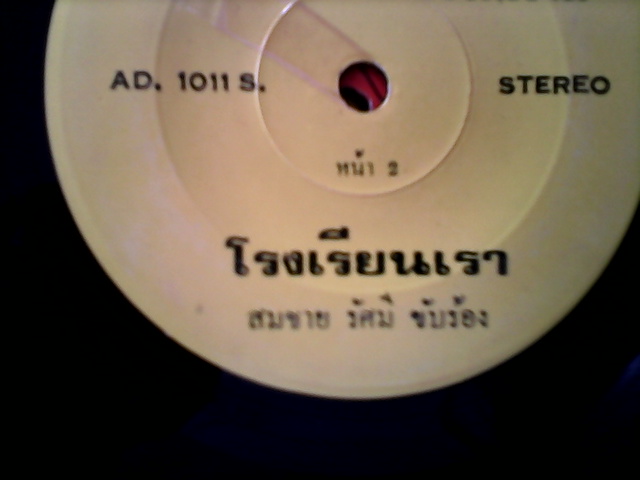 AD. 1011 S.
STEREO
หน้า 2
โรงเรียนเรา
สมชาย รัศมี ขับร้อง